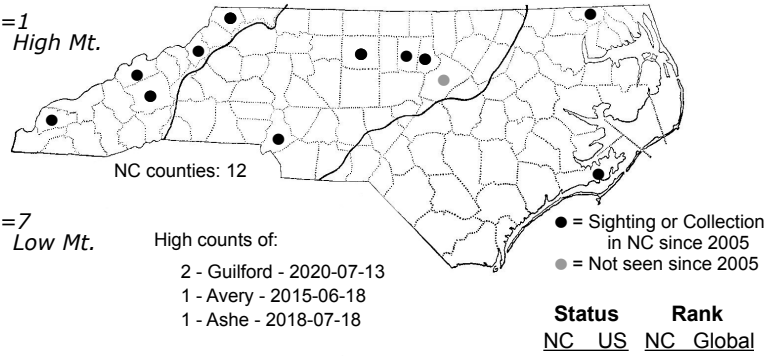 =1
High Mt.
NC counties: 12
=7
Low Mt.
High counts of:
2 - Guilford - 2020-07-13
1 - Avery - 2015-06-18
1 - Ashe - 2018-07-18
= Sighting or Collection
in NC since 2005
= Not seen since 2005
Status Rank
NC US NC Global